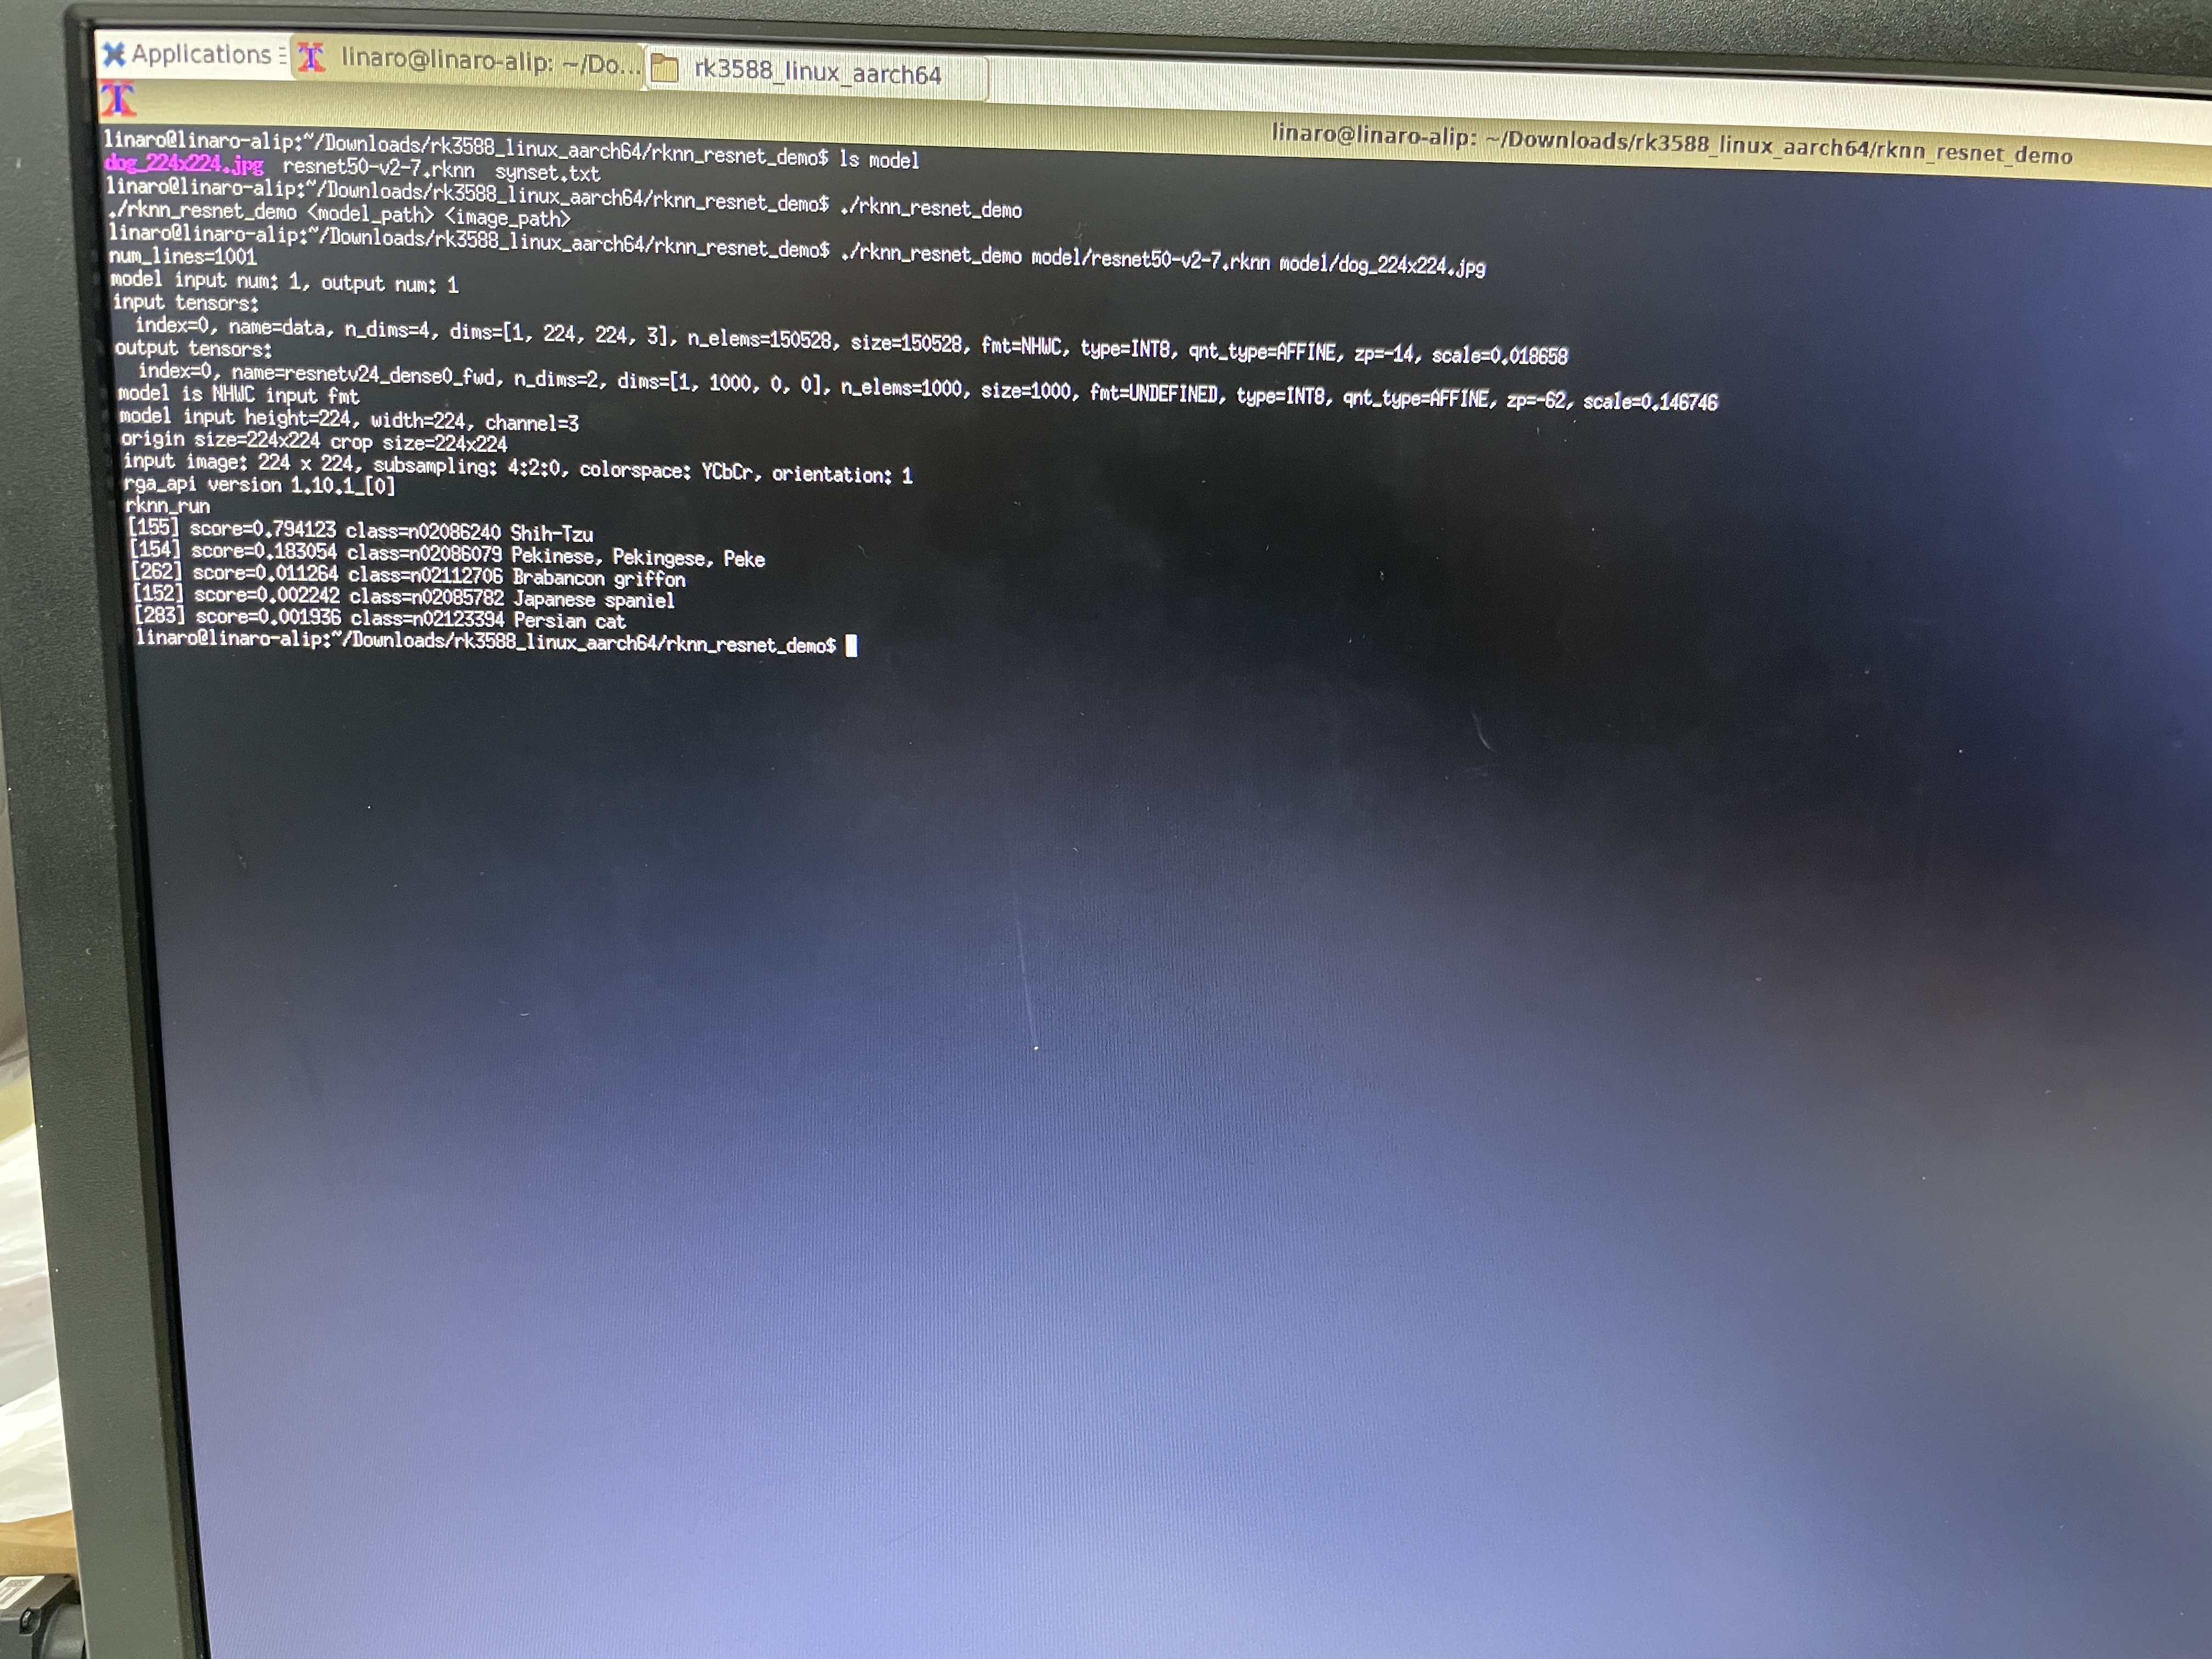 Applications
linaro@linaro-alip: ~/Do...
rk3588_linux_aarch64
linaro@linaro-alip: ~/Downloads/rk3588_linux_aarch64/rknn_resnet_demo
linaro@linaro-alip:~/Downloads/rk3588_linux_aarch64/rknn_resnet_demo$ ls model
dog_224x224.jpg resnet50-v2-7.rknn synset.txt
linaro@linaro-alip:~/Downloads/rk3588_linux_aarch64/rknn_resnet_demo$ ./rknn_resnet_demo
./rknn_resnet_demo <model_path> <image_path>
linaro@linaro-alip:~/Downloads/rk3588_linux_aarch64/rknn_resnet_demo$ ./rknn_resnet_demo model/resnet50-v2-7.rknn model/dog_224x224.jpg
num_lines=1001
model input num: 1, output num: 1
input tensors:
index=0, name=data, n_dims=4, dims=[1, 224, 224, 3], n_elems=150528, size=150528, fmt=NHWC, type=INT8, qnt_type=AFFINE, zp=-14, scale=0.018658
output tensors:
index=0, name=resnetv24_dense0_fwd, n_dims=2, dims=[1, 1000, 0, 0], n_elems=1000, size=1000, fmt=UNDEFINED, type=INT8, qnt_type=AFFINE, zp=-62, scale=0.146746
model is NHWC input fmt
model input height=224, width=224, channel=3
origin size=224x224 crop size=224x224
input image: 224 x 224, subsampling: 4:2:0, colorspace: YCbCr, orientation: 1
rga_api version 1.10.1_[0]
rknn_run
[155] score=0.794123 class=n02086240 Shih-Tzu
[154] score=0.183054 class=n02086079 Pekinese, Pekingese, Peke
[262] score=0.011264 class=n02112706 Brabancon griffon
[152] score=0.002242 class=n02085782 Japanese spaniel
[283] score=0.001936 class=n02123394 Persian cat
linaro@linaro-alip:~/Downloads/rk3588_linux_aarch64/rknn_resnet_demo$